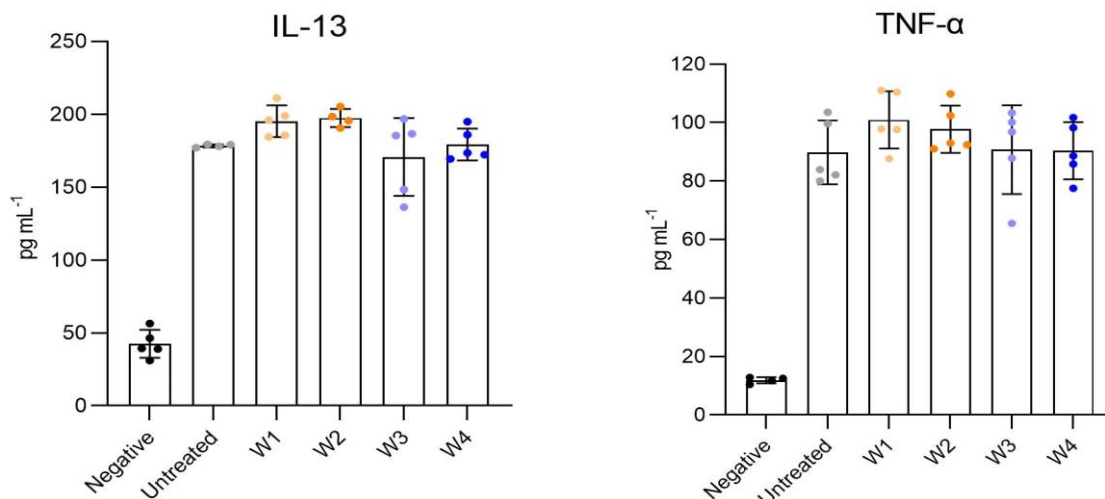 IL-13
250
200
150
100
50
0
pg mL⁻¹
Negative
Untreated
W1
W2
W3
W4
TNF-α
120
100
80
60
40
20
0
pg mL⁻¹
Negative
Untreated
W1
W2
W3
W4